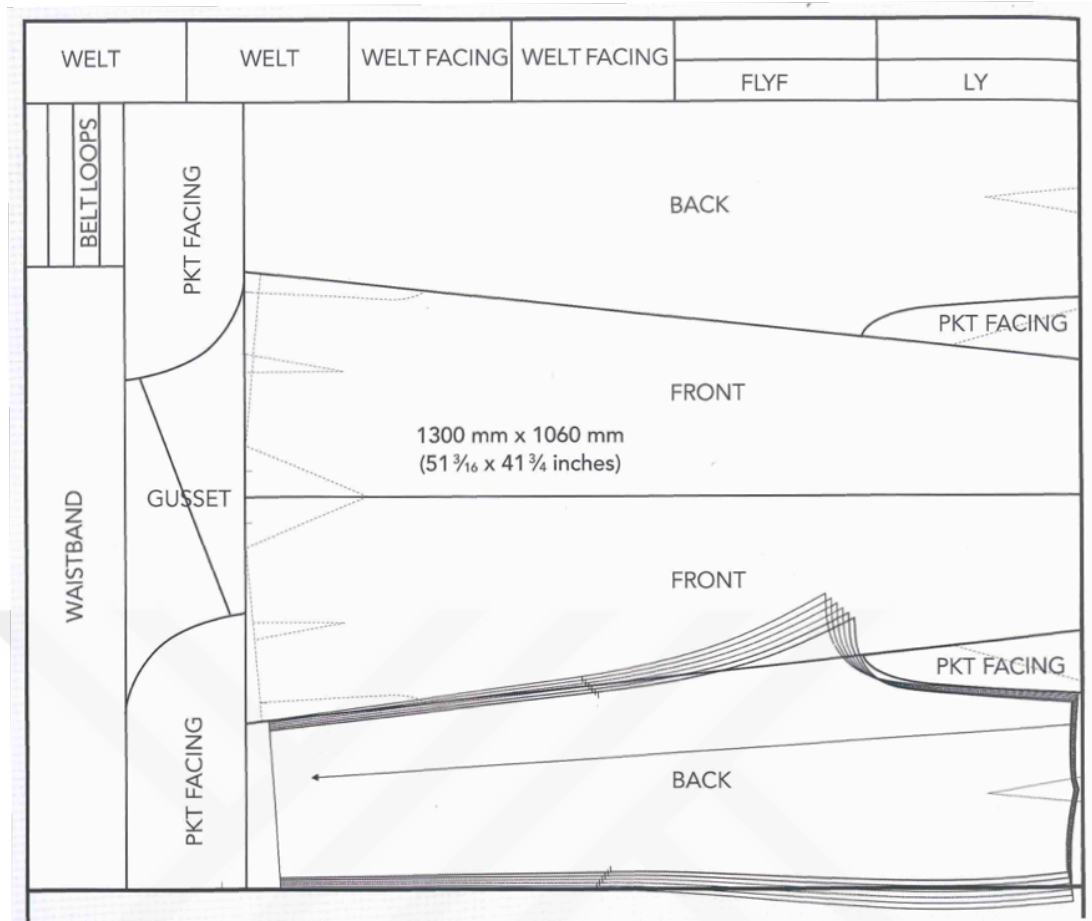 WELT
WELT
WELT FACING
WELT FACING
FLYF
LY
BELT LOOPS
PKT FACING
BACK
PKT FACING
FRONT
1300 mm x 1060 mm
(51 3/16 x 41 3/4 inches)
GUSSET
WAISTBAND
FRONT
PKT FACING
PKT FACING
BACK